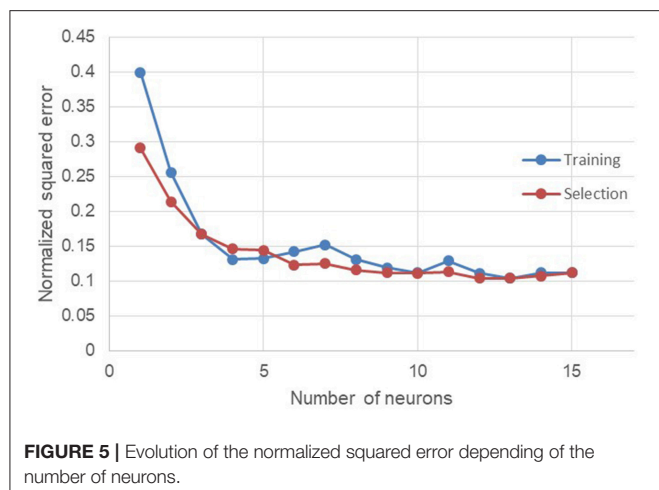 0.45
0.4
0.35
0.3
0.25
0.2
0.15
0.1
0.05
0
Normalized squared error
Training
Selection
0 5 10 15
Number of neurons
FIGURE 5 | Evolution of the normalized squared error depending of the
number of neurons.